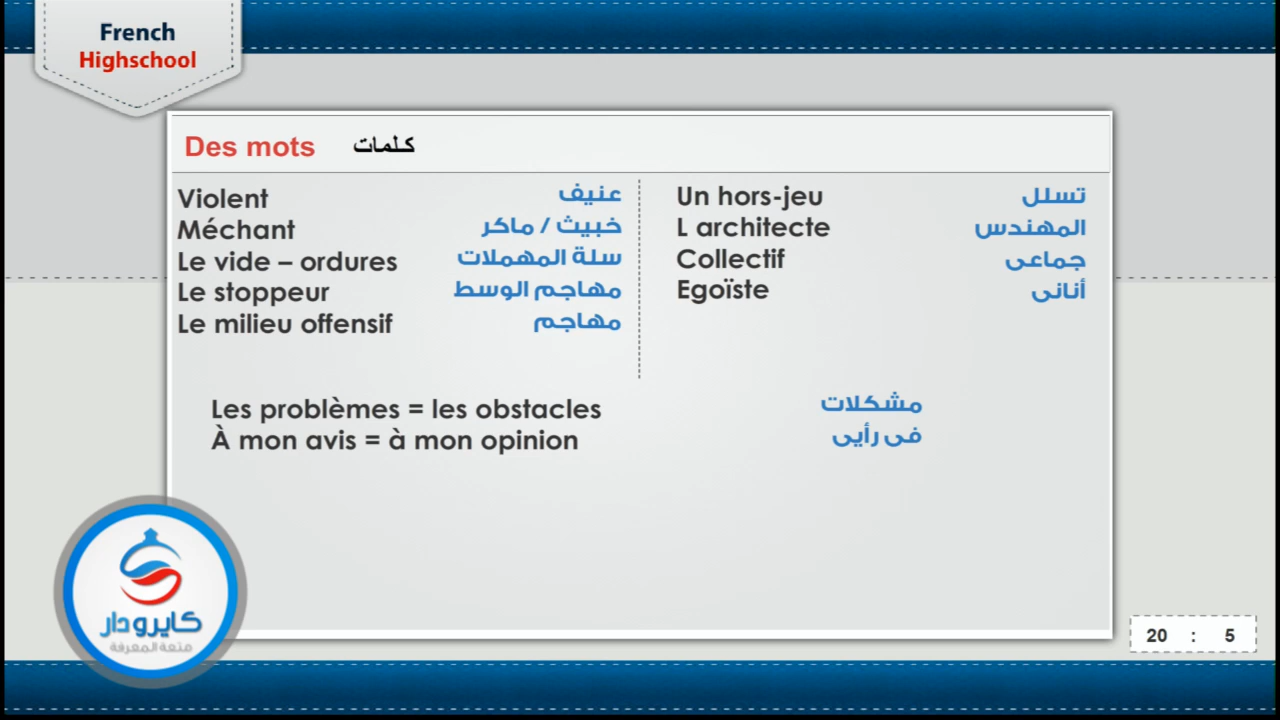 French
Highschool
Des mots كلمات
Violent عنيف
Méchant خبيث / ماكر
Le vide – ordures سلة المهملات
Le stoppeur مهاجم الوسط
Le milieu offensif مهاجم
Un hors-jeu تسلل
L architecte المهندس
Collectif جماعى
Egoïste أنانى
Les problèmes = les obstacles مشكلات
À mon avis = à mon opinion فى رأيى
كايرودار
متعة المعرفة
20 : 5